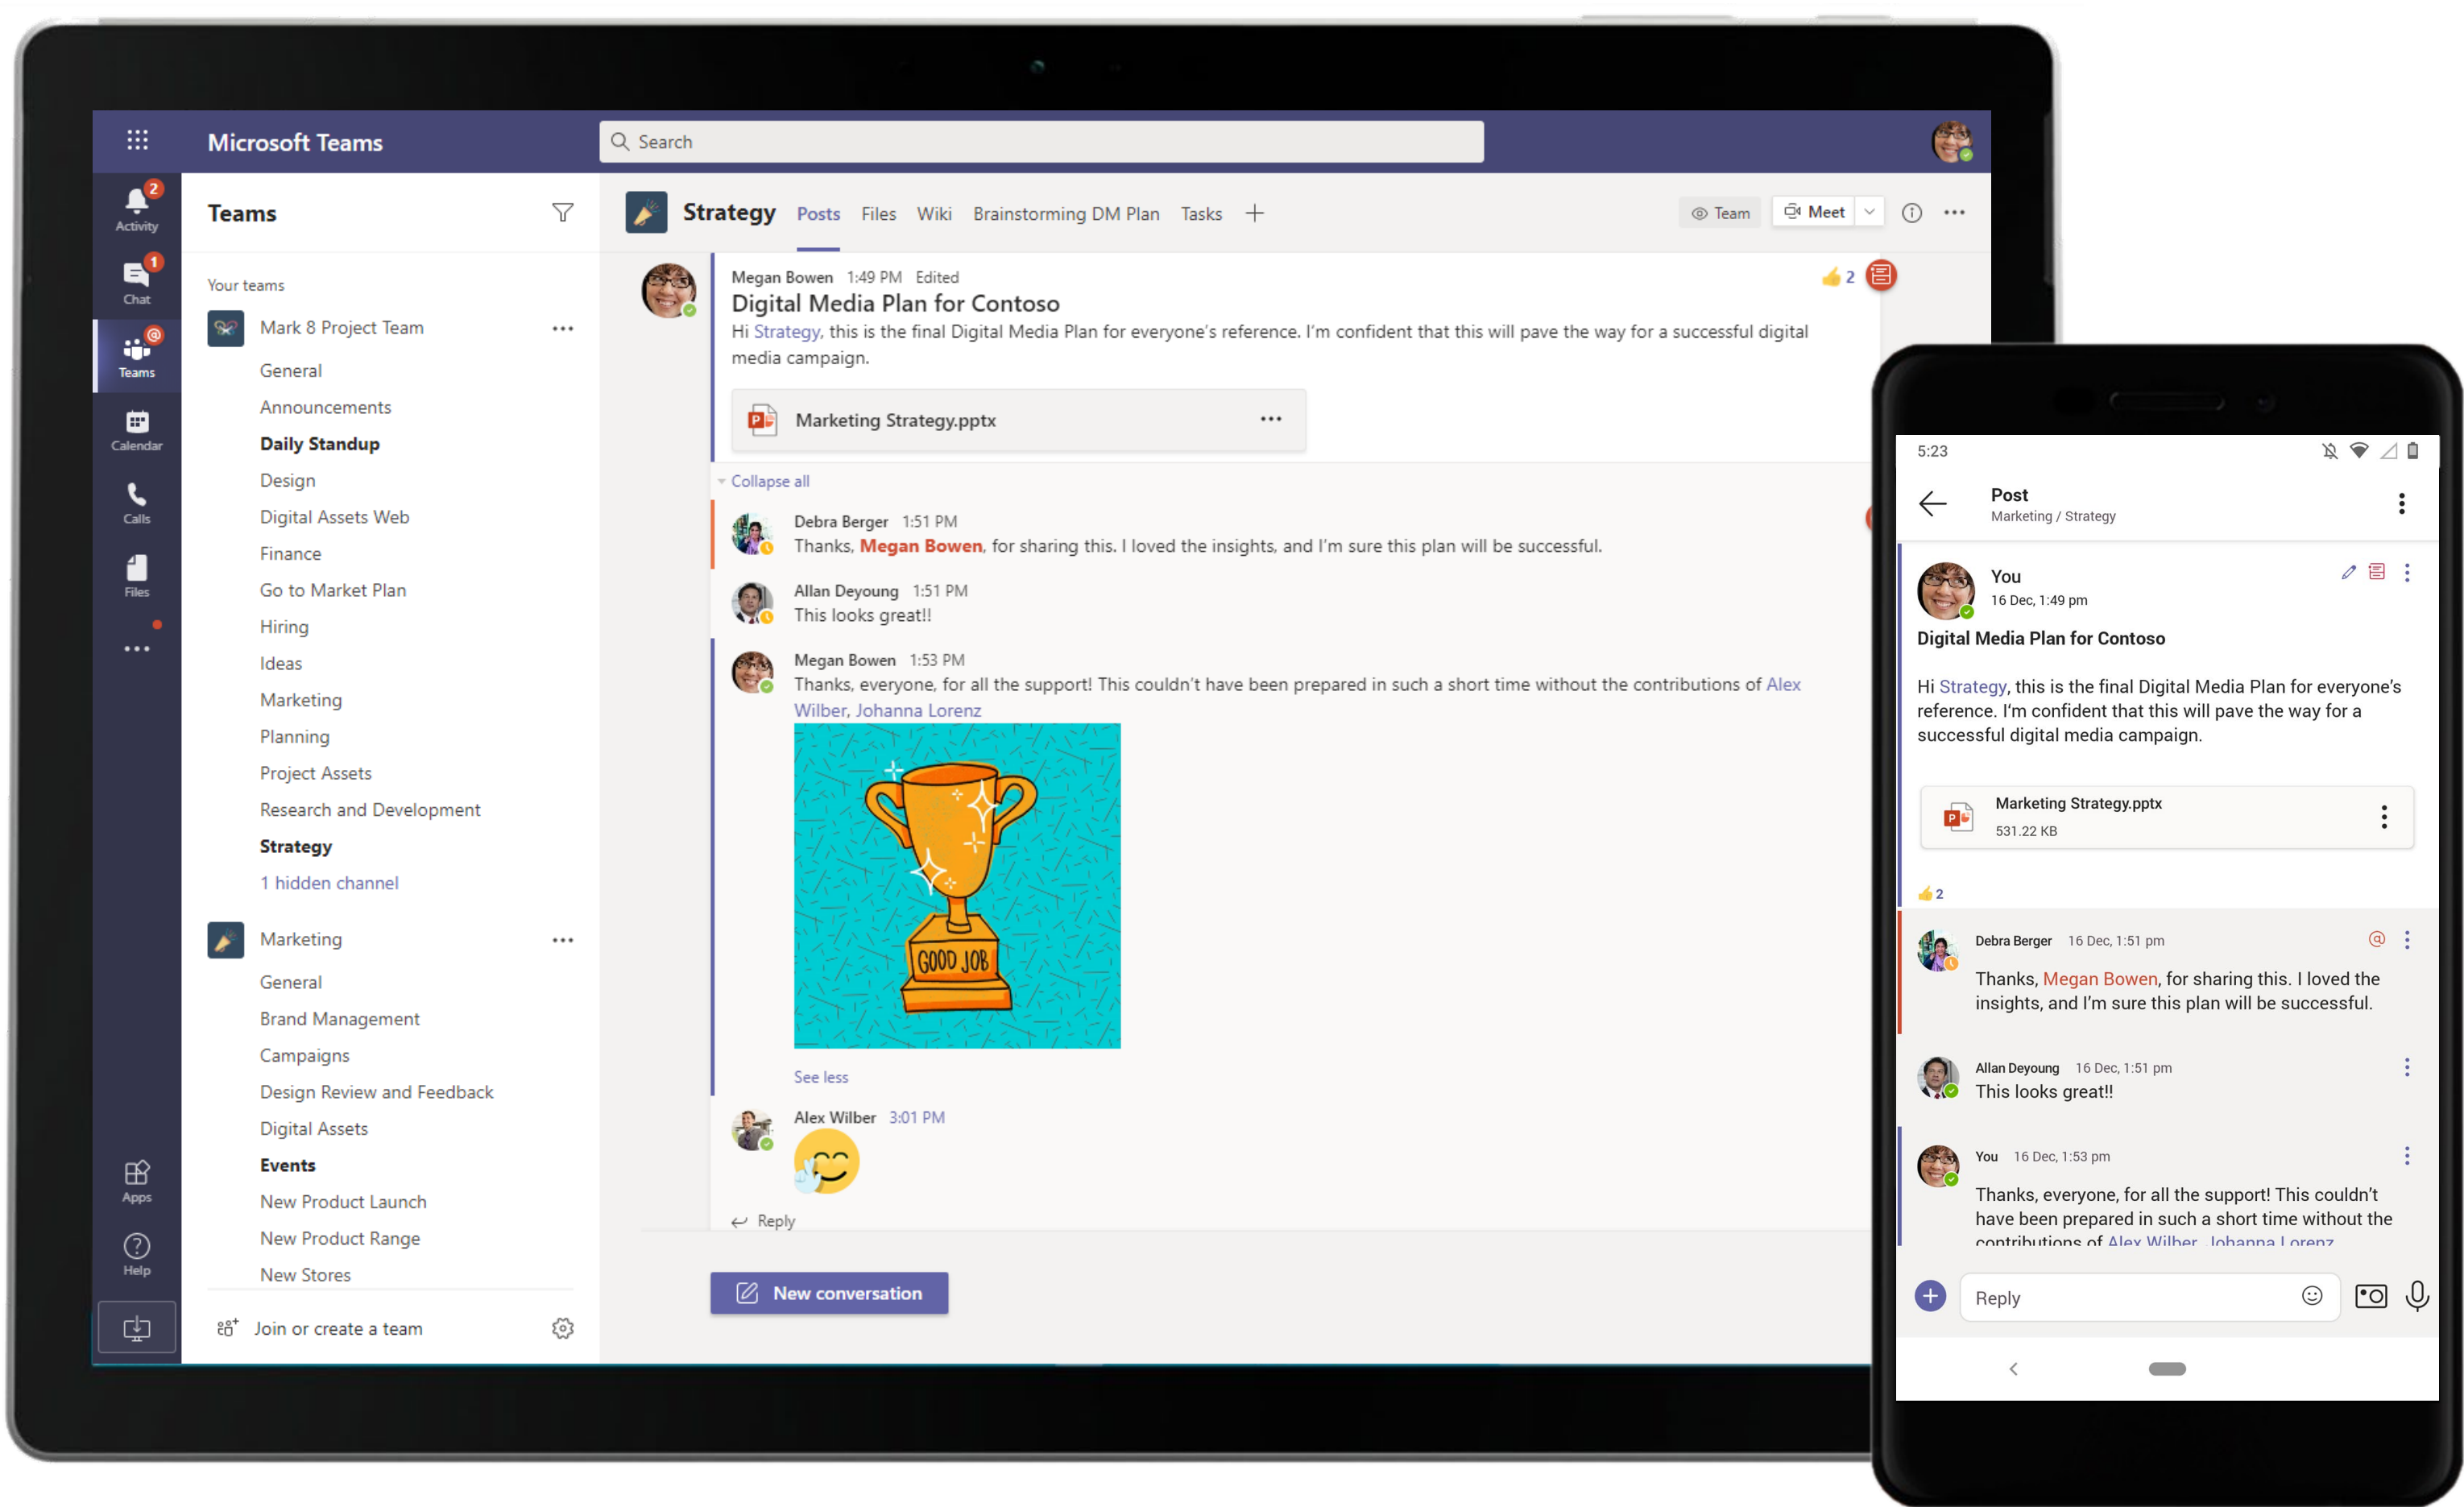 Microsoft Teams
Search
2
Activity
1
Chat
@
Teams
Calendar
Calls
Files
Apps
Help
Teams
Your teams
Mark 8 Project Team
General
Announcements
Daily Standup
Design
Digital Assets Web
Finance
Go to Market Plan
Hiring
Ideas
Marketing
Planning
Project Assets
Research and Development
Strategy
1 hidden channel
Marketing
General
Brand Management
Campaigns
Design Review and Feedback
Digital Assets
Events
New Product Launch
New Product Range
New Stores
Join or create a team
Strategy Posts Files Wiki Brainstorming DM Plan Tasks
Team Meet
Megan Bowen 1:49 PM Edited
2
Digital Media Plan for Contoso
Hi Strategy, this is the final Digital Media Plan for everyone's reference. I'm confident that this will pave the way for a successful digital
media campaign.
P Marketing Strategy.pptx
Collapse all
Debra Berger 1:51 PM
Thanks, Megan Bowen, for sharing this. I loved the insights, and I'm sure this plan will be successful.
Allan Deyoung 1:51 PM
This looks great!!
Megan Bowen 1:53 PM
Thanks, everyone, for all the support! This couldn't have been prepared in such a short time without the contributions of Alex
Wilber, Johanna Lorenz
GOOD JOB
See less
Alex Wilber 3:01 PM
Reply
New conversation
5:23
Post
Marketing / Strategy
You
16 Dec, 1:49 pm
Digital Media Plan for Contoso
Hi Strategy, this is the final Digital Media Plan for everyone's
reference. I'm confident that this will pave the way for a
successful digital media campaign.
P Marketing Strategy.pptx
531.22 KB
2
Debra Berger 16 Dec, 1:51 pm @
Thanks, Megan Bowen, for sharing this. I loved the
insights, and I'm sure this plan will be successful.
Allan Deyoung 16 Dec, 1:51 pm
This looks great!!
You 16 Dec, 1:53 pm
Thanks, everyone, for all the support! This couldn't
have been prepared in such a short time without the
contributions of Alex Wilber, Johanna Lorenz
Reply